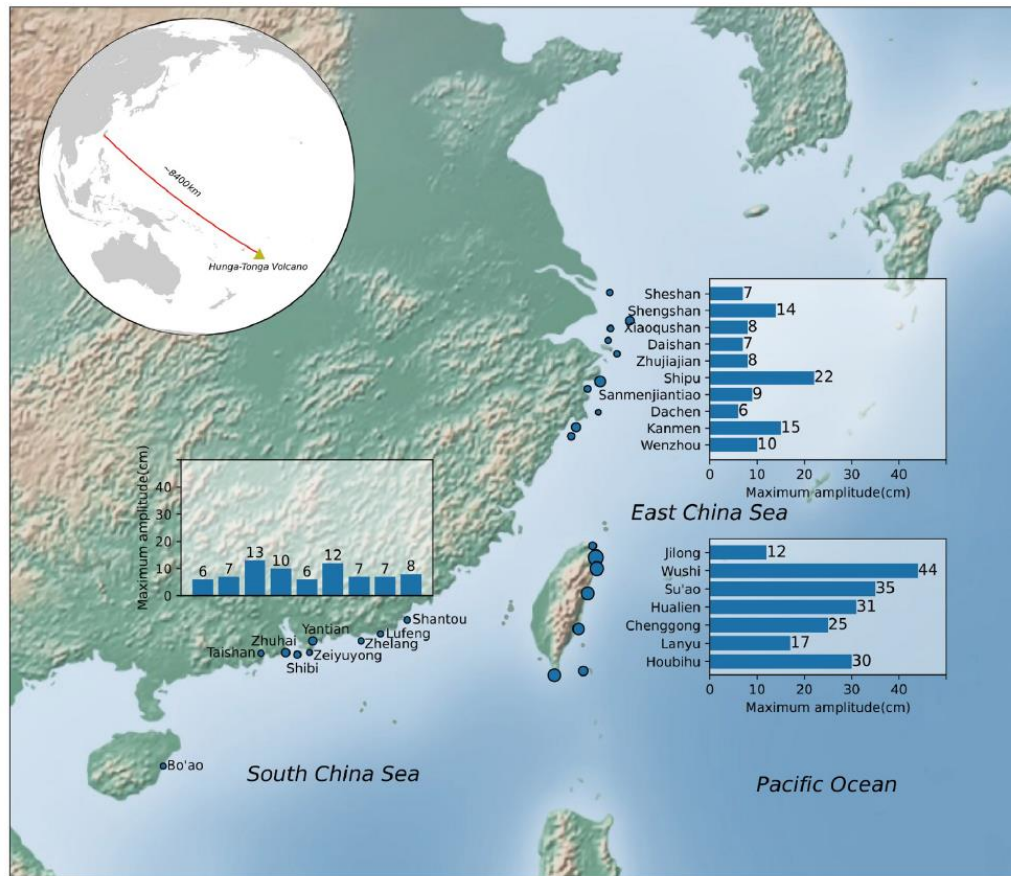 ~8400km
Hunga-Tonga Volcano
Sheshan
7
Shengshan
14
Xiaoqushan
8
Daishan
7
Zhujiajian
8
Shipu
22
Sanmenjiantiao
9
Dachen
6
Kanmen
15
Wenzhou
10
0 10 20 30 40
Maximum amplitude(cm)
East China Sea
Maximum amplitude(cm)
40
30
20
10
0
6 7 13 10 6 12 7 7 8
Jilong
12
Wushi
44
Su'ao
35
Hualien
31
Chenggong
25
Lanyu
17
Houbihu
30
0 10 20 30 40
Maximum amplitude(cm)
Shantou
Yantian
Lufeng
Zhuhai
Zhelang
Taishan
Zeiyuyong
Shibi
Bo'ao
South China Sea
Pacific Ocean